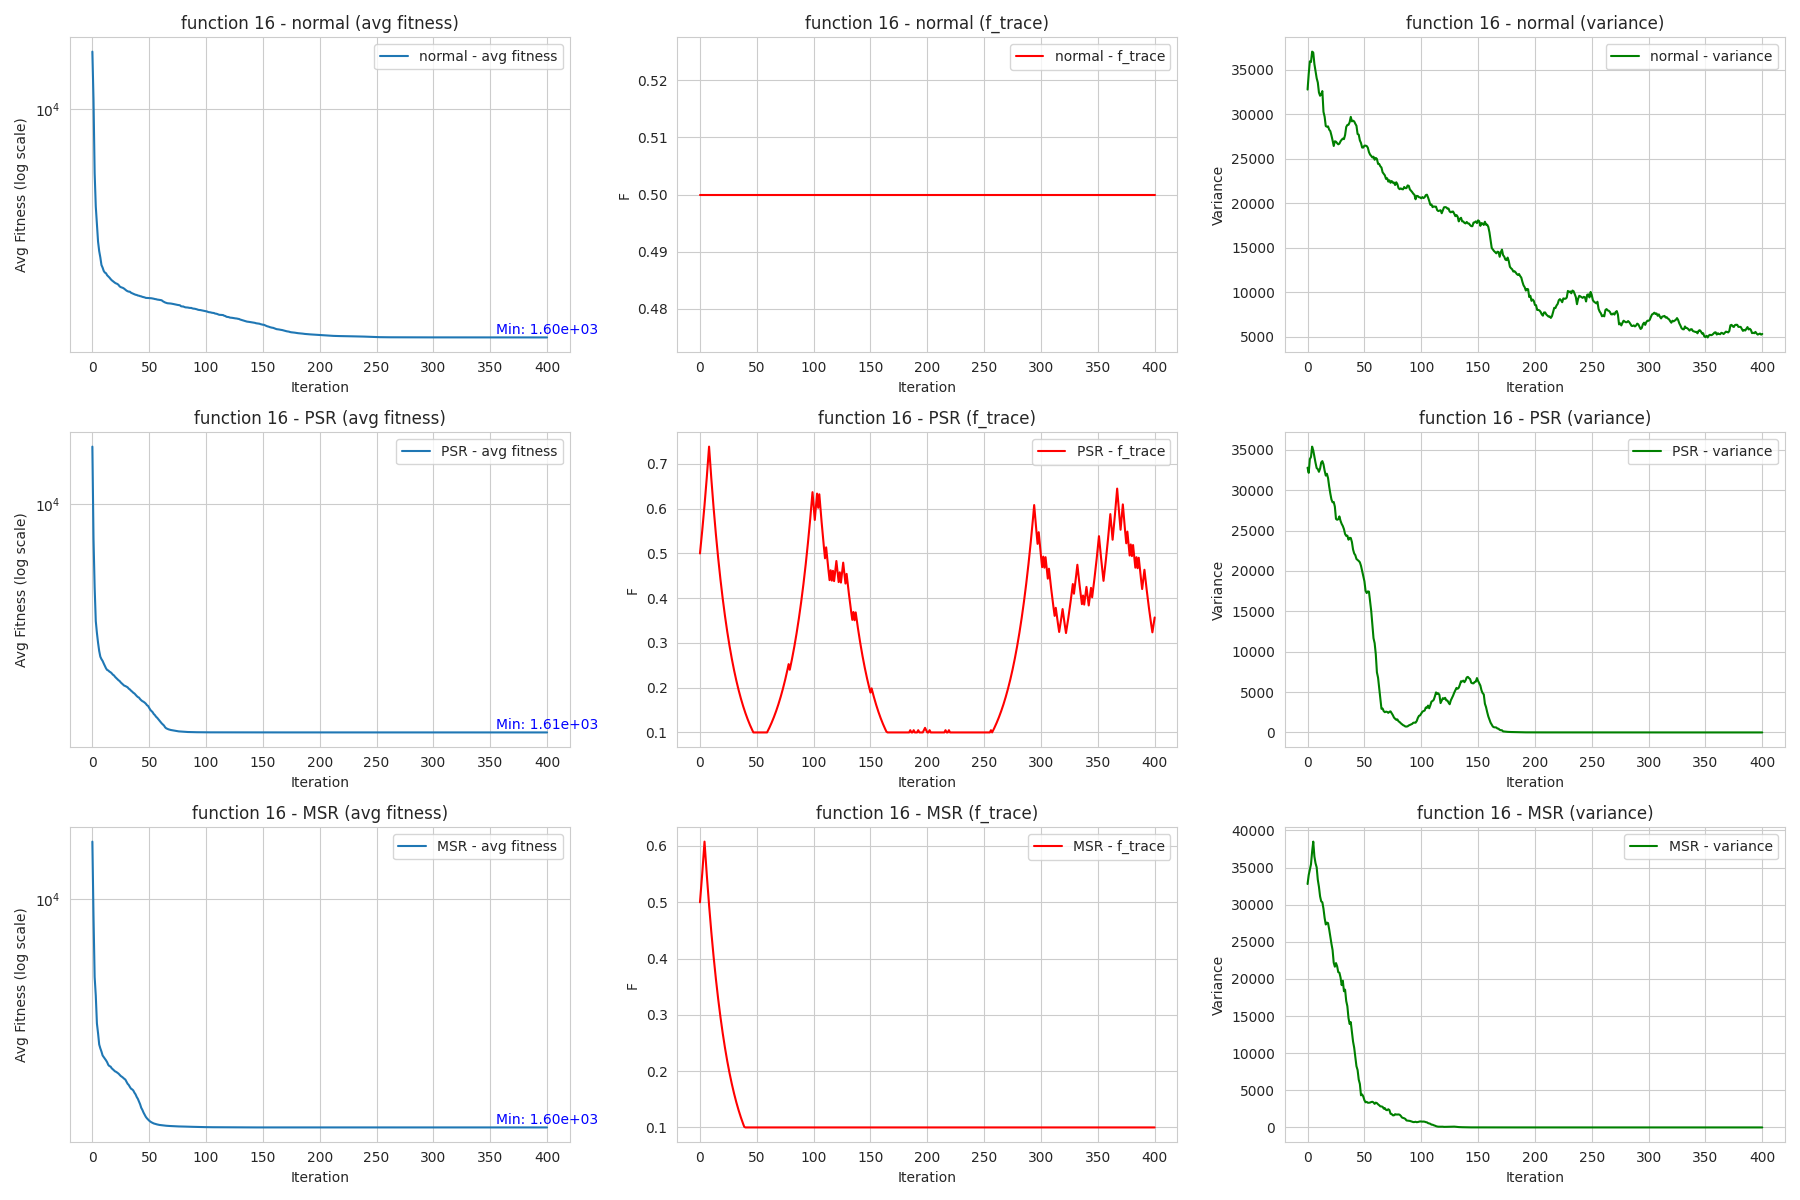 function 16 - normal (avg fitness)
normal - avg fitness
10^4
Avg Fitness (log scale)
Min: 1.60e+03
0 50 100 150 200 250 300 350 400
Iteration
function 16 - normal (f_trace)
normal - f_trace
0.52
0.51
0.50
0.49
0.48
F
0 50 100 150 200 250 300 350 400
Iteration
function 16 - normal (variance)
normal - variance
35000
30000
25000
20000
15000
10000
5000
Variance
0 50 100 150 200 250 300 350 400
Iteration
function 16 - PSR (avg fitness)
PSR - avg fitness
10^4
Avg Fitness (log scale)
Min: 1.61e+03
0 50 100 150 200 250 300 350 400
Iteration
function 16 - PSR (f_trace)
PSR - f_trace
0.7
0.6
0.5
0.4
0.3
0.2
0.1
F
0 50 100 150 200 250 300 350 400
Iteration
function 16 - PSR (variance)
PSR - variance
35000
30000
25000
20000
15000
10000
5000
0
Variance
0 50 100 150 200 250 300 350 400
Iteration
function 16 - MSR (avg fitness)
MSR - avg fitness
10^4
Avg Fitness (log scale)
Min: 1.60e+03
0 50 100 150 200 250 300 350 400
Iteration
function 16 - MSR (f_trace)
MSR - f_trace
0.6
0.5
0.4
0.3
0.2
0.1
F
0 50 100 150 200 250 300 350 400
Iteration
function 16 - MSR (variance)
MSR - variance
40000
35000
30000
25000
20000
15000
10000
5000
0
Variance
0 50 100 150 200 250 300 350 400
Iteration